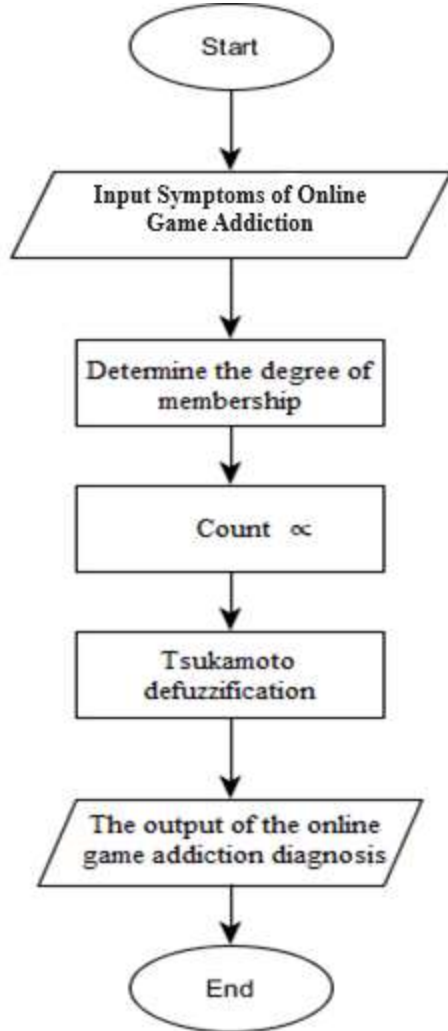 Start
Input Symptoms of Online
Game Addiction
Determine the degree of
membership
Count ∝
Tsukamoto
defuzzification
The output of the online
game addiction diagnosis
End